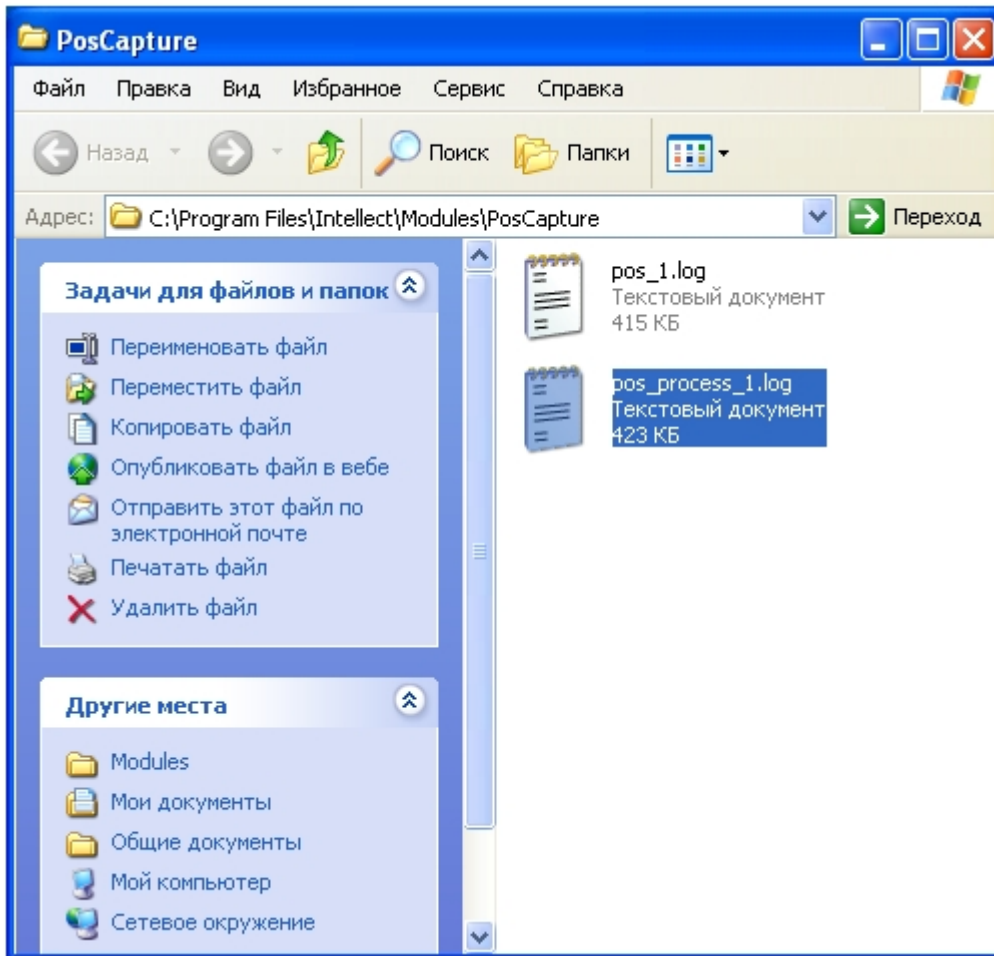 PosCapture
Файл Правка Вид Избранное Сервис Справка
Назад Поиск Папки
Адрес: C:\Program Files\Intellect\Modules\PosCapture Переход
Задачи для файлов и папок
Переименовать файл
Переместить файл
Копировать файл
Опубликовать файл в вебе
Отправить этот файл по
электронной почте
Печатать файл
Удалить файл
Другие места
Modules
Мои документы
Общие документы
Мой компьютер
Сетевое окружение
pos_1.log
Текстовый документ
415 КБ
pos_process_1.log
Текстовый документ
423 КБ